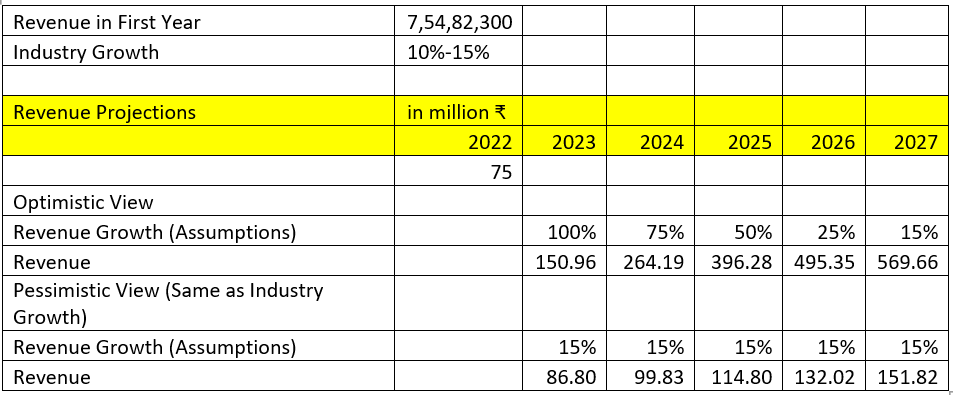 Revenue in First Year 7,54,82,300
Industry Growth 10%-15%
Revenue Projections in million ₹
2022 2023 2024 2025 2026 2027
75
Optimistic View
Revenue Growth (Assumptions) 100% 75% 50% 25% 15%
Revenue 150.96 264.19 396.28 495.35 569.66
Pessimistic View (Same as Industry
Growth)
Revenue Growth (Assumptions) 15% 15% 15% 15% 15%
Revenue 86.80 99.83 114.80 132.02 151.82